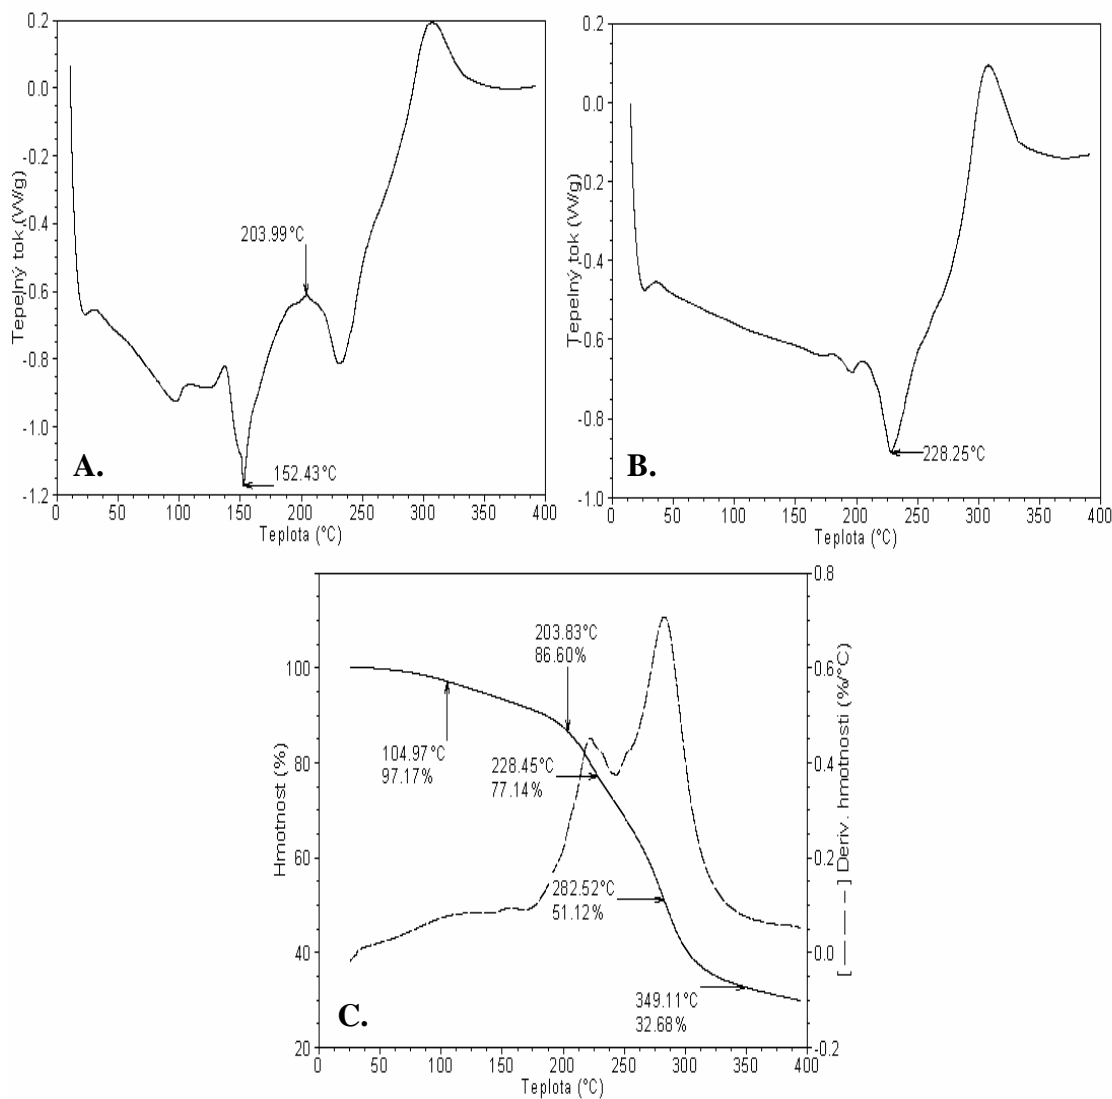 0.2
0.0
-0.2
-0.4
-0.6
-0.8
-1.0
-1.2
Tepelný tok (W/g)
203.99°C
152.43°C
A.
0 50 100 150 200 250 300 350 400
Teplota (°C)
0.2
0.0
-0.2
-0.4
-0.6
-0.8
-1.0
Tepelný tok (W/g)
228.25°C
B.
0 50 100 150 200 250 300 350 400
Teplota (°C)
100
80
60
40
20
Hmotnost (%)
203.83°C
86.60%
104.97°C
97.17%
228.45°C
77.14%
282.52°C
51.12%
349.11°C
32.68%
C.
0.8
0.6
0.4
0.2
0.0
-0.2
[ — — – ] Deriv. hmotnosti (%/°C)
0 50 100 150 200 250 300 350 400
Teplota (°C)